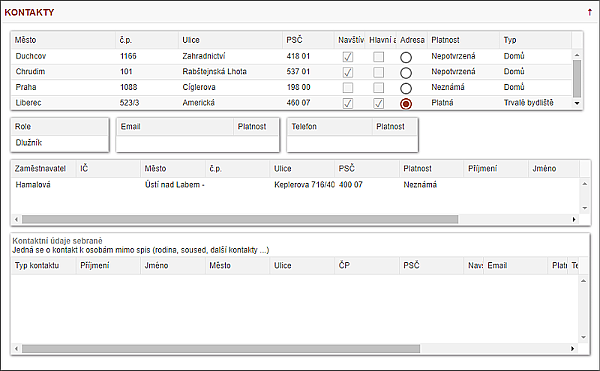 KONTAKTY
Město č.p. Ulice PSČ Navštív Hlavní a Adresa Platnost Typ
Duchcov 1166 Zahradnictví 418 01 Nepotvrzená Domů
Chrudim 101 Rabštejnská Lhota 537 01 Nepotvrzená Domů
Praha 1088 Cíglerova 198 00 Neznámá Domů
Liberec 523/3 Americká 460 07 Platná Trvalé bydliště
Role Email Platnost Telefon Platnost
Dlužník
Zaměstnavatel IČ Město č.p. Ulice PSČ Platnost Příjmení Jméno
Hamalová Ústí nad Labem - Keplerova 716/40 400 07 Neznámá
Kontaktní údaje sebrané
Jedná se o kontakt k osobám mimo spis (rodina, soused, další kontakty ...)
Typ kontaktu Příjmení Jméno Město Ulice ČP PSČ Navš Email Platn Te